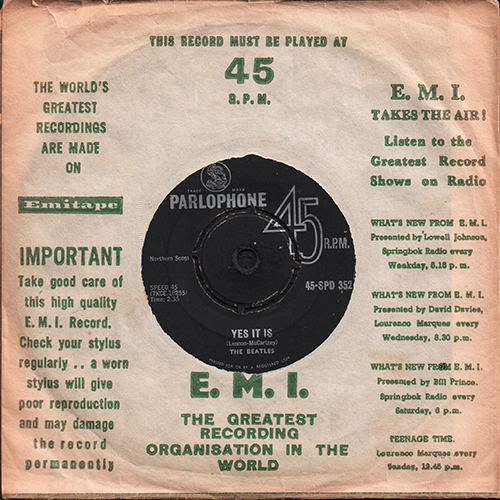 THIS RECORD MUST BE PLAYED AT
45
R.P.M.
THE WORLD'S
GREATEST
RECORDINGS
ARE MADE
ON
Emitape
IMPORTANT
Take good care of
this high quality
E.M.I. Record.
Check your stylus
regularly .. a worn
stylus will give
poor reproduction
and may damage
the record
permanently
E. M. I.
TAKES THE AIR!
Listen to the
Greatest Record
Shows on Radio
WHAT'S NEW FROM E.M.I.
Presented by Lowell Johnson,
Springbok Radio every
Weekday, 5.15 p.m.
WHAT'S NEW FROM E.M.I.
Presented by David Davies,
Lourenco Marques every
Wednesday, 8.30 p.m.
WHAT'S NEW FROM E.M.I.
Presented by Bill Prince.
Springbok Radio every
Saturday, 6 p.m.
TEENAGE TIME.
Lourenco Marques every
Sunday, 12.45 p.m.
TRADE MARK
PARLOPHONE
45
R.P.M.
Northern Songs
SPEED 45
(7XCE.18255)
Time: 2.35
45-SPD 352
YES IT IS
(Lennon-McCartney)
THE BEATLES
E. M. I.
THE GREATEST
RECORDING
ORGANISATION IN THE
WORLD